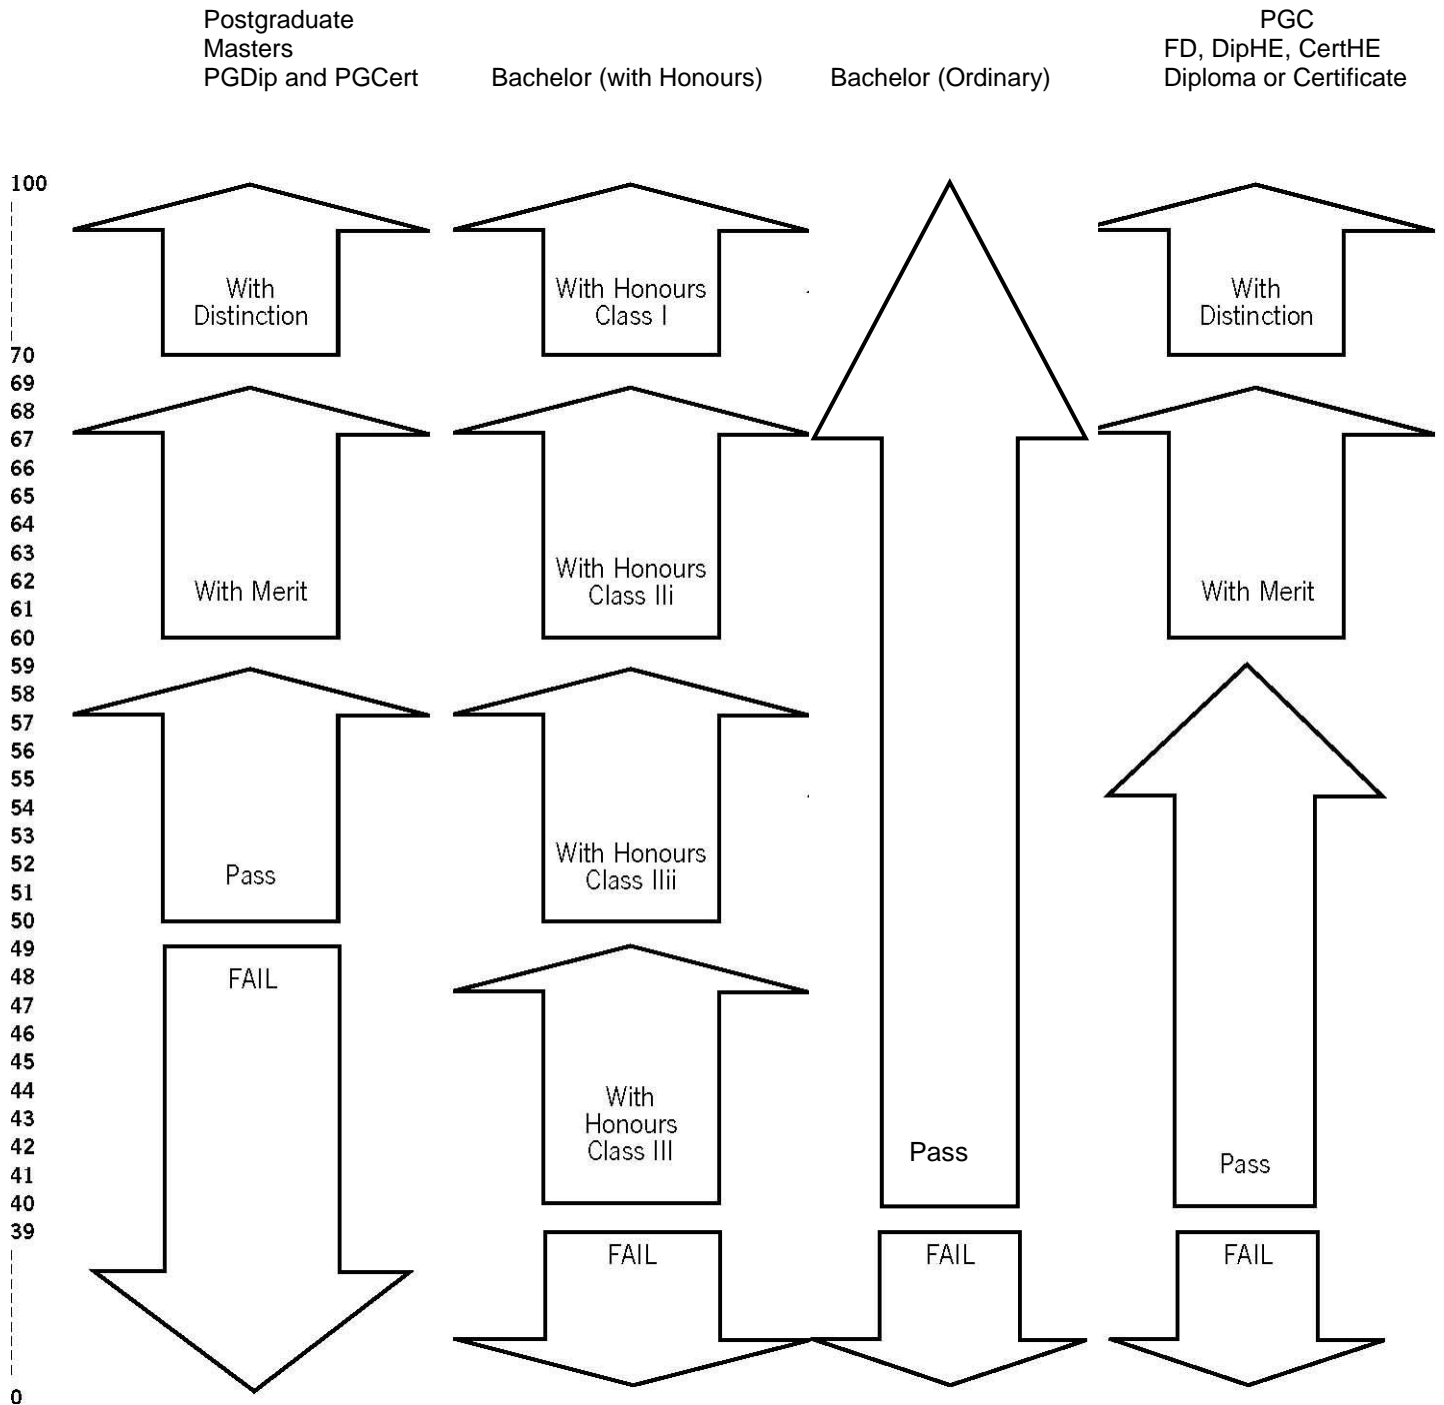 Postgraduate
Masters
PGDip and PGCert
Bachelor (with Honours)
Bachelor (Ordinary)
PGC
FD, DipHE, CertHE
Diploma or Certificate
100
70
69
68
67
66
65
64
63
62
61
60
59
58
57
56
55
54
53
52
51
50
49
48
47
46
45
44
43
42
41
40
39
0
With
Distinction
With Merit
Pass
FAIL
With Honours
Class I
With Honours
Class IIi
With Honours
Class IIii
With
Honours
Class III
FAIL
Pass
FAIL
With
Distinction
With Merit
Pass
FAIL